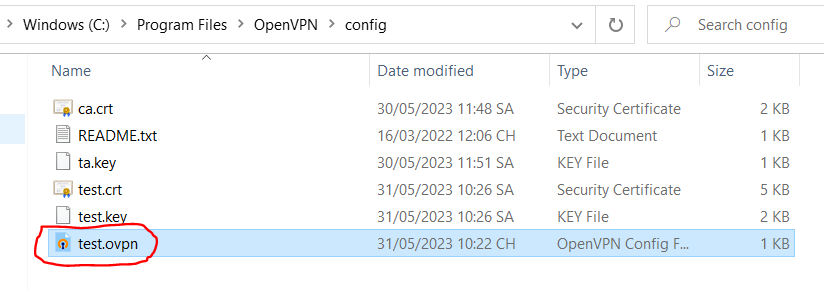 Windows (C:) > Program Files > OpenVPN > config
Search config
Name Date modified Type Size
ca.crt 30/05/2023 11:48 SA Security Certificate 2 KB
README.txt 16/03/2022 12:06 CH Text Document 1 KB
ta.key 30/05/2023 11:51 SA KEY File 1 KB
test.crt 31/05/2023 10:26 SA Security Certificate 5 KB
test.key 31/05/2023 10:26 SA KEY File 2 KB
test.ovpn 31/05/2023 10:22 CH OpenVPN Config F... 1 KB